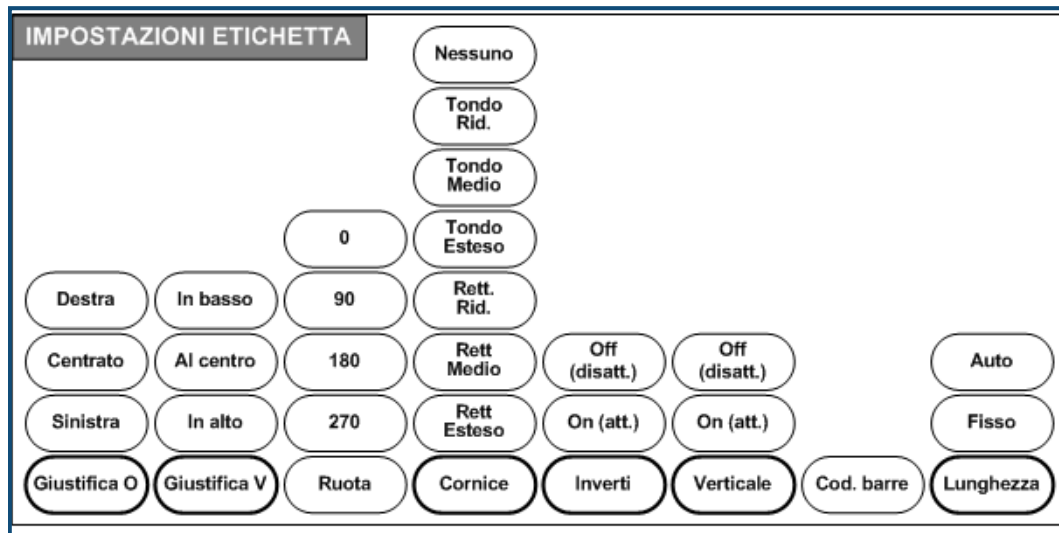 IMPOSTAZIONI ETICHETTA
Nessuno
Tondo
Rid.
Tondo
Medio
0
Tondo
Esteso
Destra
In basso
90
Rett.
Rid.
Centrato
Al centro
180
Rett
Medio
Off
(disatt.)
Off
(disatt.)
Auto
Sinistra
In alto
270
Rett
Esteso
On (att.)
On (att.)
Fisso
Giustifica O
Giustifica V
Ruota
Cornice
Inverti
Verticale
Cod. barre
Lunghezza